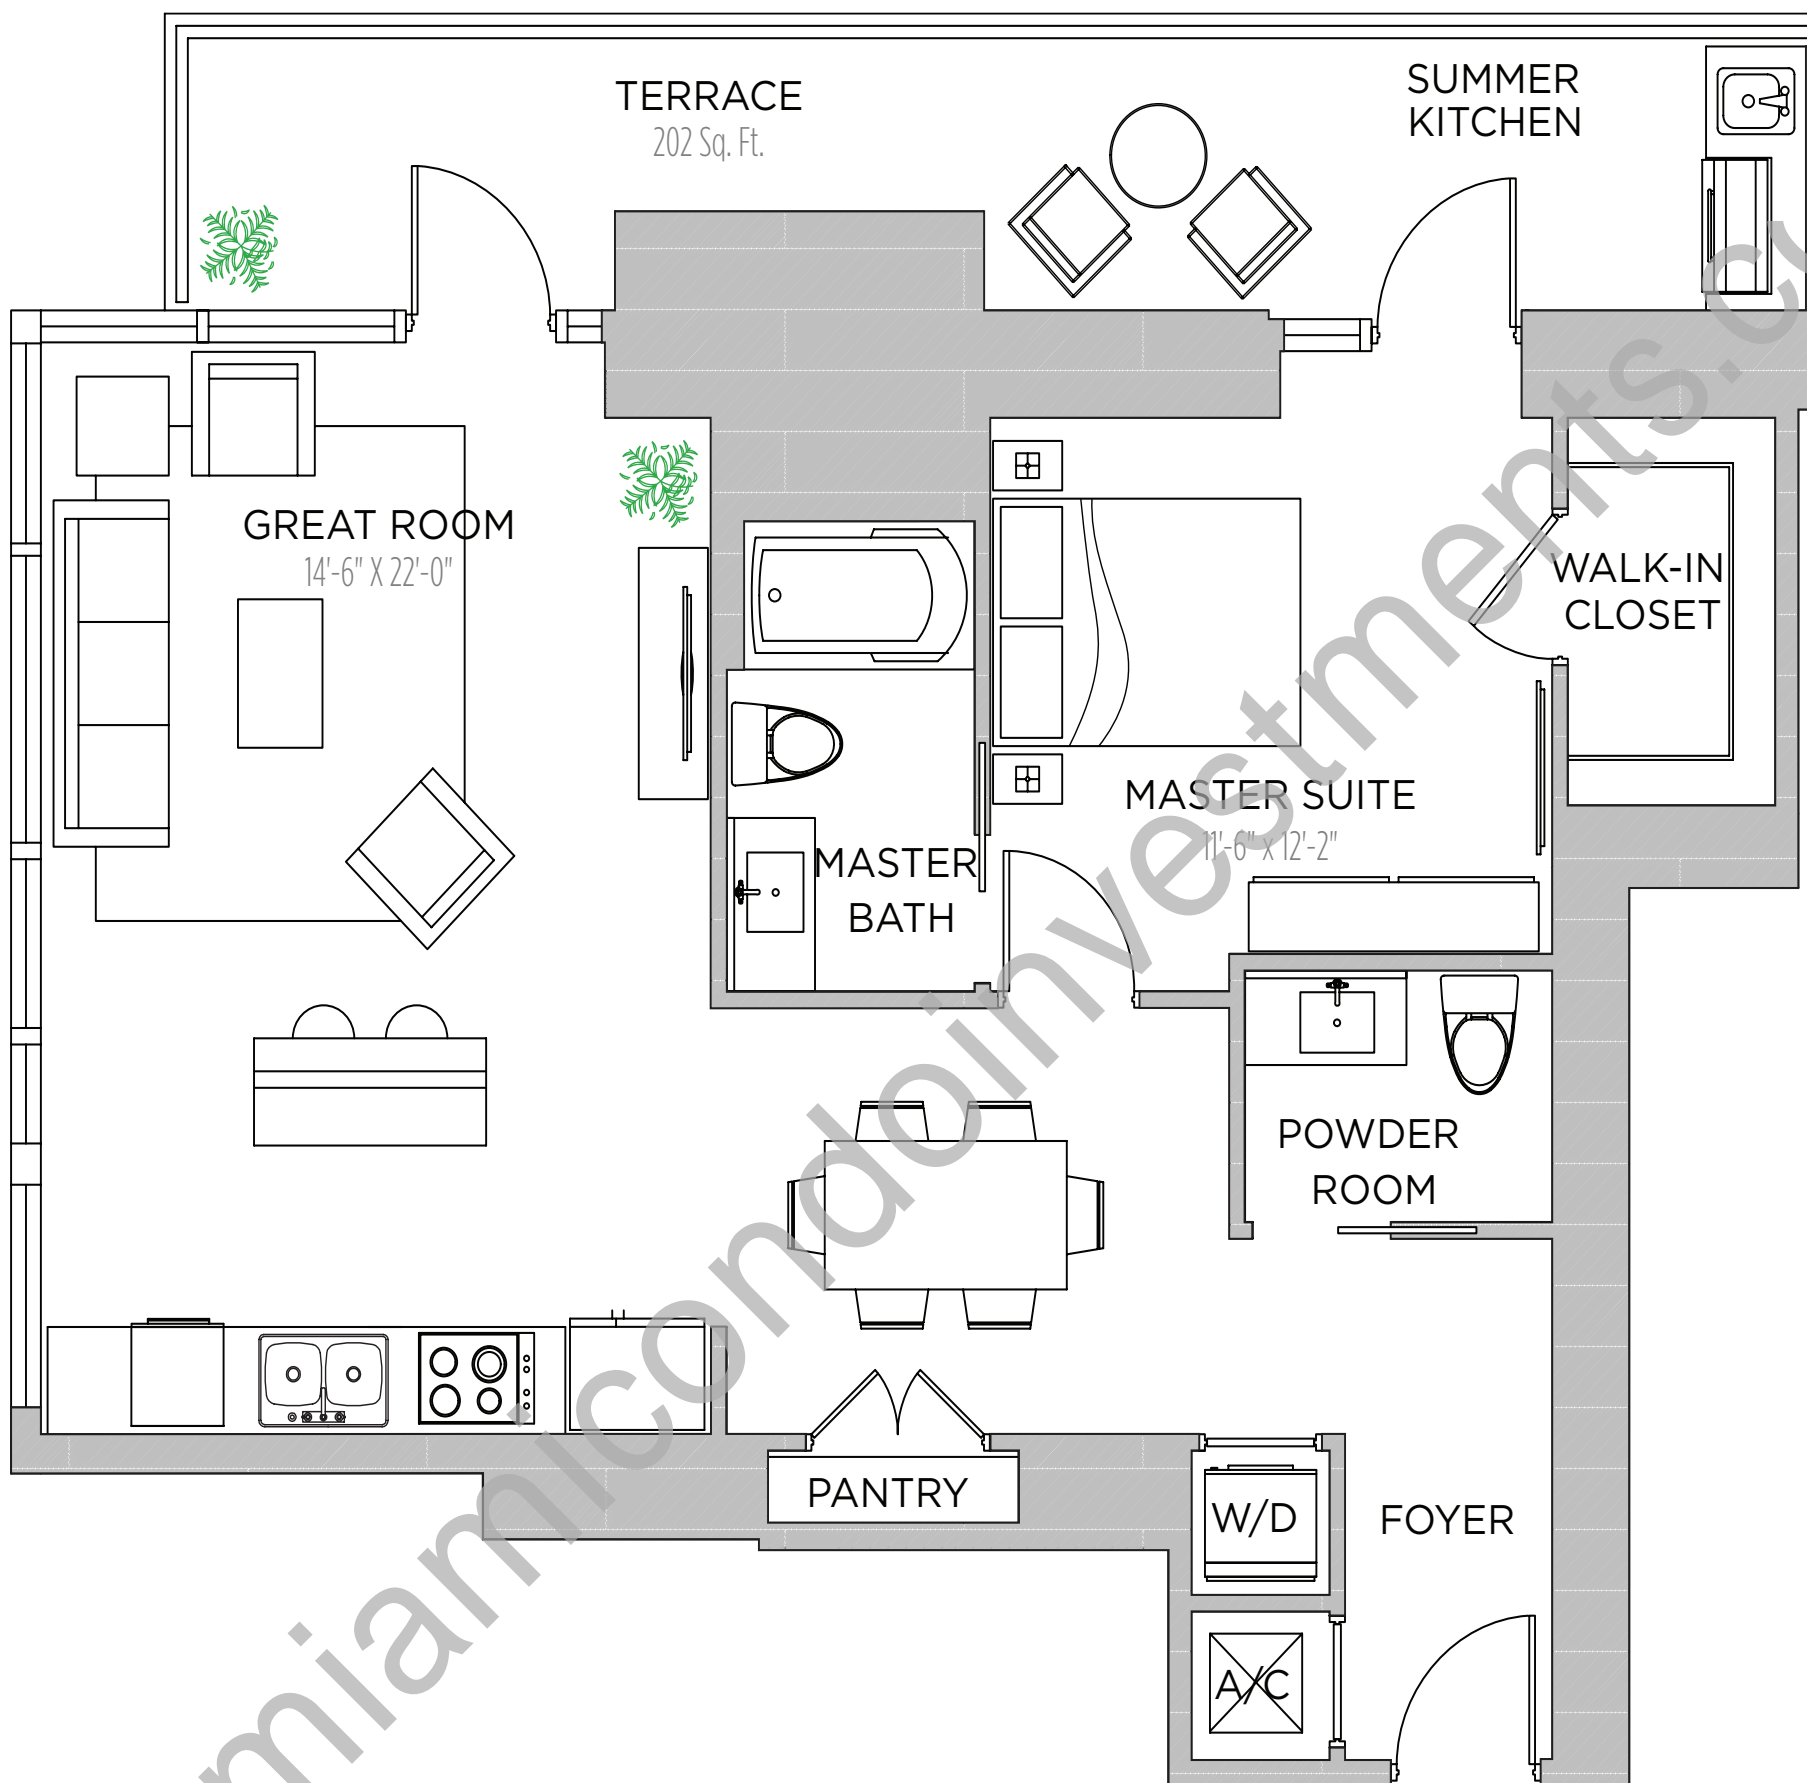 TERRACE
202 Sq. Ft.
SUMMER
KITCHEN
GREAT ROOM
14'-6" X 22'-0"
WALK-IN
CLOSET
MASTER SUITE
11'-6" x 12'-2"
MASTER
BATH
POWDER
ROOM
PANTRY
W/D
FOYER
A/C
miamicondoinvestments.co